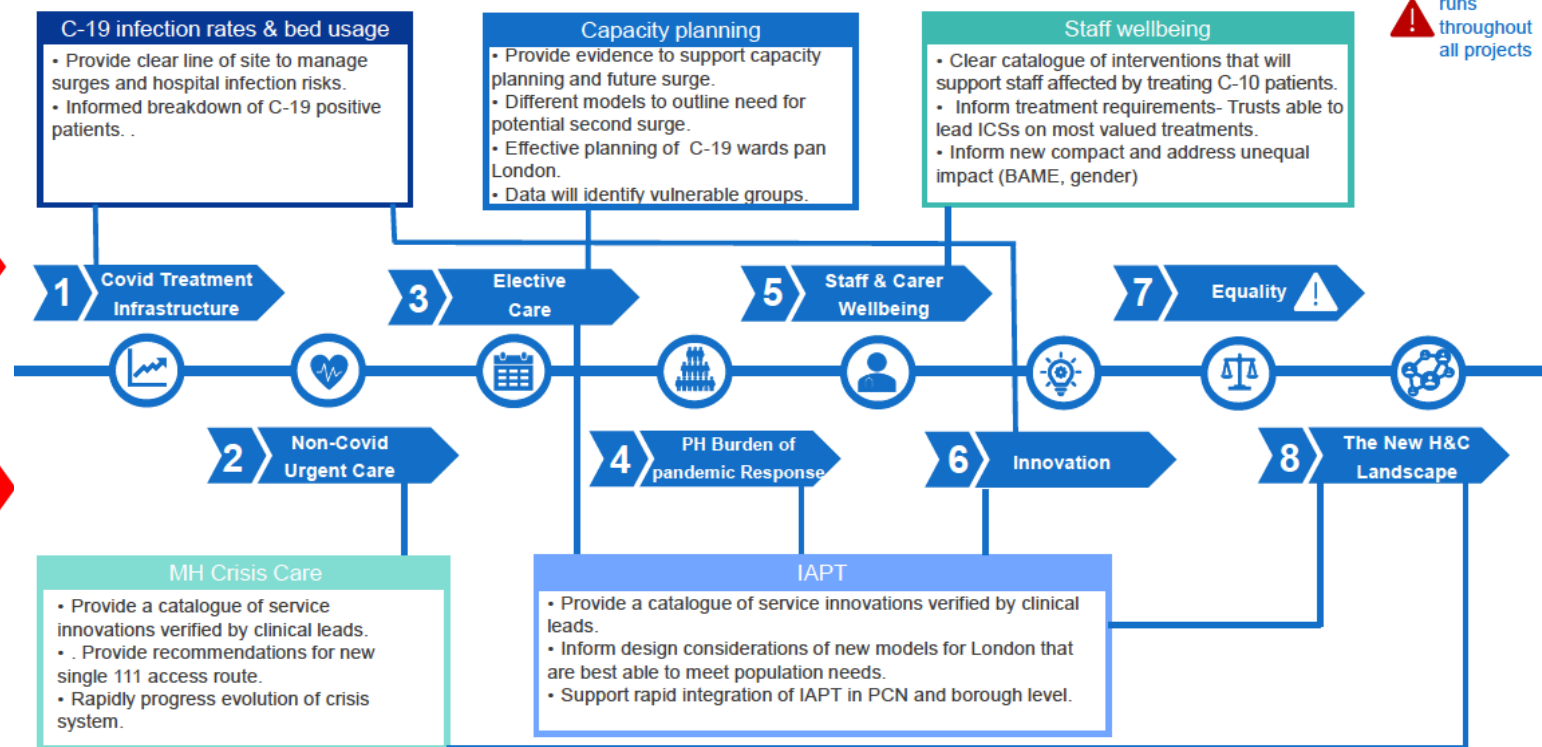 runs
throughout
all projects
C-19 infection rates & bed usage
• Provide clear line of site to manage
surges and hospital infection risks.
• Informed breakdown of C-19 positive
patients. .
Capacity planning
• Provide evidence to support capacity
planning and future surge.
• Different models to outline need for
potential second surge.
• Effective planning of C-19 wards pan
London.
• Data will identify vulnerable groups.
Staff wellbeing
• Clear catalogue of interventions that will
support staff affected by treating C-10 patients.
• Inform treatment requirements- Trusts able to
lead ICSs on most valued treatments.
• Inform new compact and address unequal
impact (BAME, gender)
1
Covid Treatment
Infrastructure
3
Elective
Care
5
Staff & Carer
Wellbeing
7
Equality
2
Non-Covid
Urgent Care
4
PH Burden of
pandemic Response
6
Innovation
8
The New H&C
Landscape
MH Crisis Care
• Provide a catalogue of service
innovations verified by clinical leads.
• . Provide recommendations for new
single 111 access route.
• Rapidly progress evolution of crisis
system.
IAPT
• Provide a catalogue of service innovations verified by clinical
leads.
• Inform design considerations of new models for London that
are best able to meet population needs.
• Support rapid integration of IAPT in PCN and borough level.